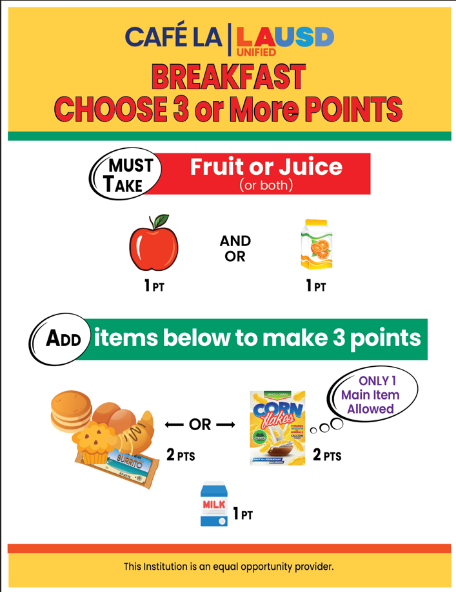 CAFÉ LA | LAUSD
UNIFIED
BREAKFAST
CHOOSE 3 or More POINTS
MUST TAKE
Fruit or Juice
(or both)
AND
OR
1 PT
1 PT
ADD items below to make 3 points
ONLY 1
Main Item
Allowed
CORN
flakes
BURRITO
← OR →
2 PTS
2 PTS
MILK
1 PT
This Institution is an equal opportunity provider.